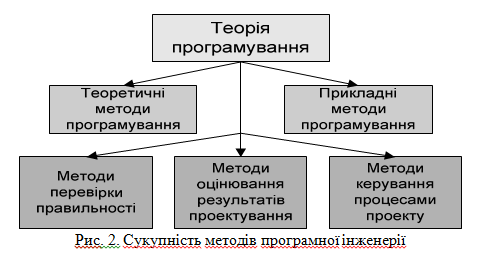 Теорія
програмування
Теоретичні
методи
програмування
Прикладні
методи
програмування
Методи
перевірки
правильності
Методи
оцінювання
результатів
проектування
Методи
керування
процесами
проекту
Рис. 2. Сукупність методів програмної інженерії